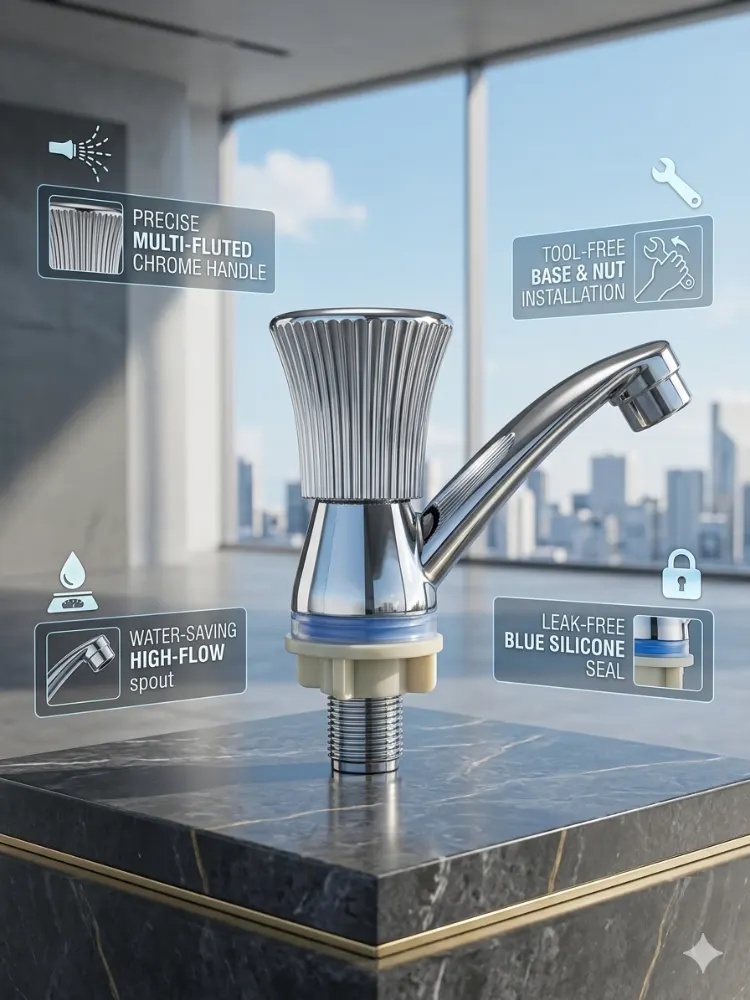 PRECISE
MULTI-FLUTED
CHROME HANDLE
TOOL-FREE
BASE & NUT
INSTALLATION
WATER-SAVING
HIGH-FLOW
spout
LEAK-FREE
BLUE SILICONE
SEAL